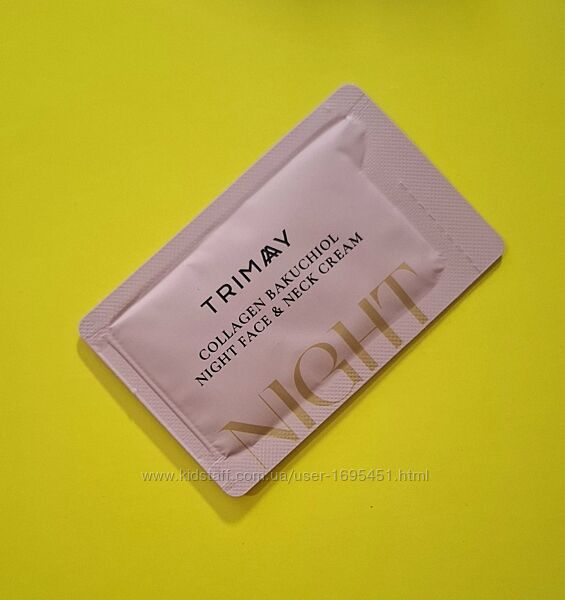 TRIMAY
COLLAGEN BAKUCHIOL
NIGHT FACE & NECK CREAM
NIGHT
www.kidstaff.com.ua/user-1695451.html